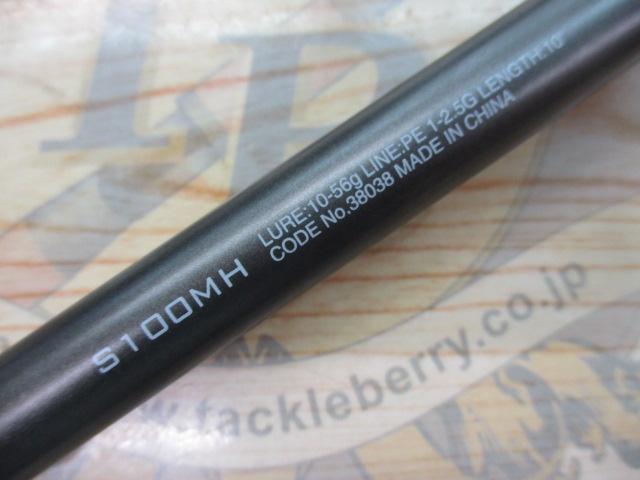 S100MH
LURE:10-56g LINE:PE 1-2.5G LENGTH:10'
CODE No.38038 MADE IN CHINA
www.tackleberry.co.jp